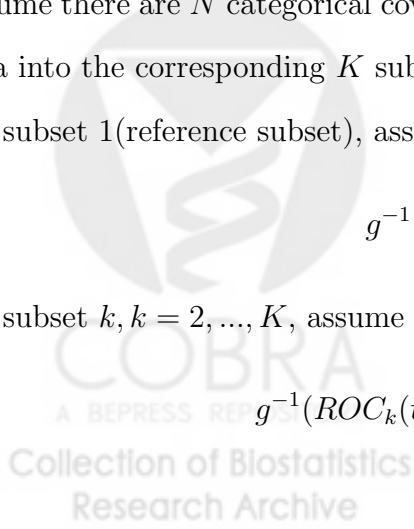 ume there are N categorical cov
a into the corresponding K sub
subset 1(reference subset), ass
g⁻¹
subset k, k = 2, ..., K, assume
COBRA
A BEPRESS REPOSITORY
g⁻¹(ROCₖ(
Collection of Biostatistics
Research Archive